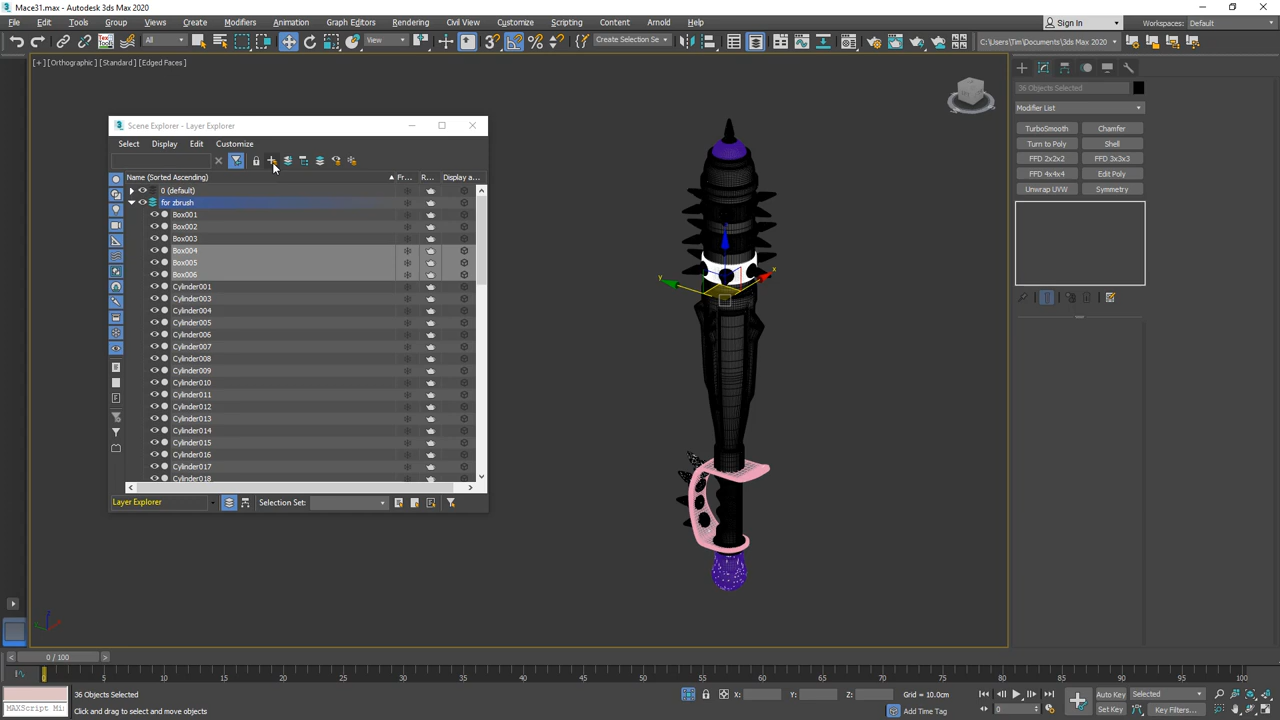 Mace31.max - Autodesk 3ds Max 2020
File Edit Tools Group Views Create Modifiers Animation Graph Editors Rendering Civil View Customize Scripting Content Arnold Help
Sign In Workspaces: Default
All View Create Selection Se C:\Users\Tim\Documents\3ds Max 2020
[+] [Orthographic] [Standard] [Edged Faces]
36 Objects Selected
Modifier List
TurboSmooth Chamfer
Turn to Poly Shell
FFD 2x2x2 FFD 3x3x3
FFD 4x4x4 Edit Poly
Unwrap UVW Symmetry
Scene Explorer - Layer Explorer
Select Display Edit Customize
Name (Sorted Ascending) Fr... R... Display a...
0 (default)
for zbrush
Box001
Box002
Box003
Box004
Box005
Box006
Cylinder001
Cylinder003
Cylinder004
Cylinder005
Cylinder006
Cylinder007
Cylinder008
Cylinder009
Cylinder010
Cylinder011
Cylinder012
Cylinder013
Cylinder014
Cylinder015
Cylinder016
Cylinder017
Cylinder018
Layer Explorer Selection Set:
x
y
0 / 100
0 5 10 15 20 25 30 35 40 45 50 55 60 65 70 75 80 85 90 95 100
36 Objects Selected X: Y: Z: Grid = 10.0cm Auto Key Selected
MAXScript Mi Click and drag to select and move objects Add Time Tag 0 Set Key Key Filters...